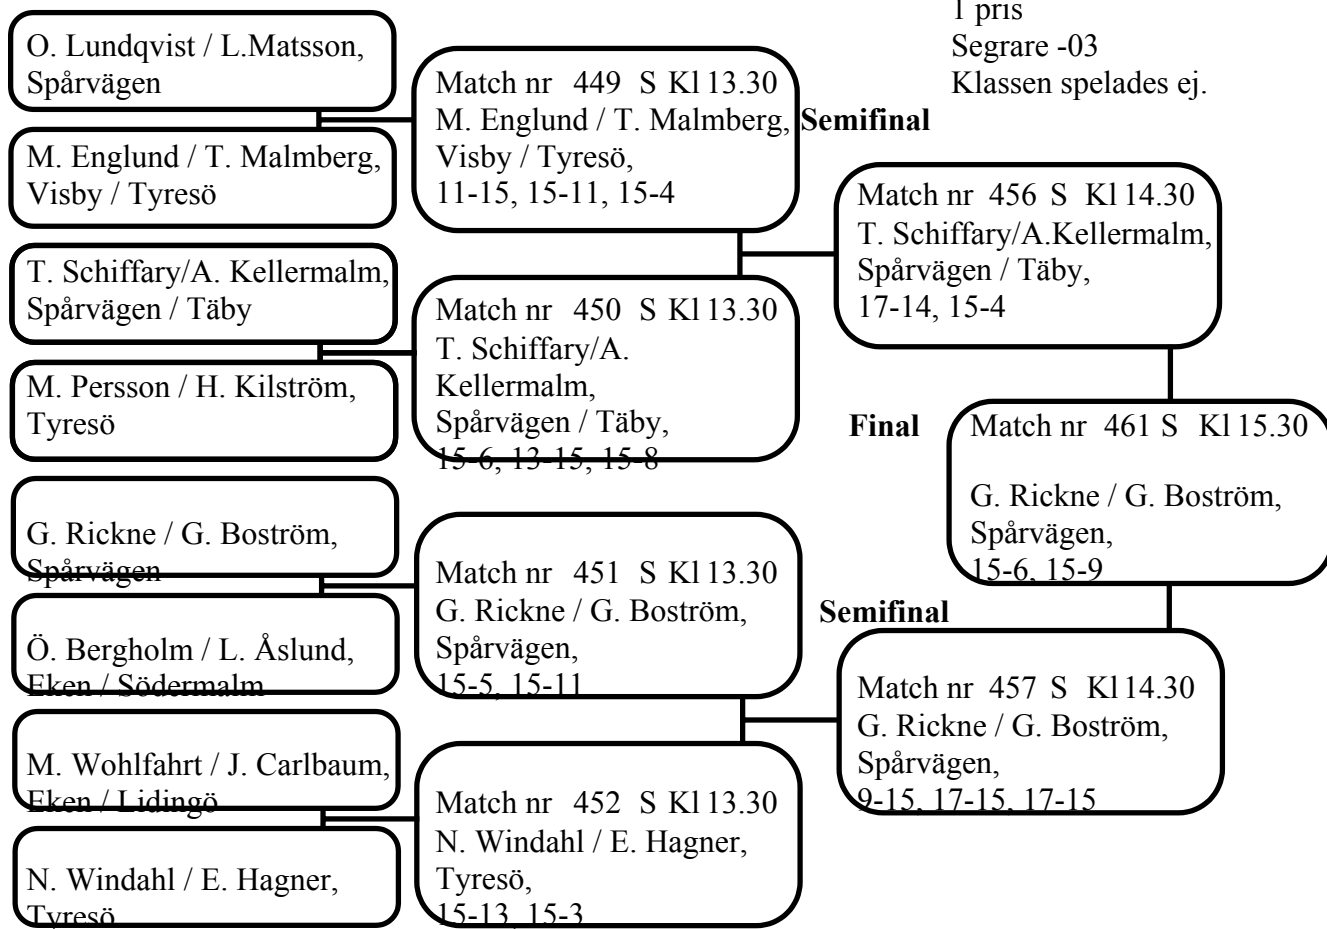 1 pris
Segrare -03
Klassen spelades ej.
O. Lundqvist / L.Matsson,
Spårvägen
M. Englund / T. Malmberg,
Visby / Tyresö
T. Schiffary/A. Kellermalm,
Spårvägen / Täby
M. Persson / H. Kilström,
Tyresö
G. Rickne / G. Boström,
Spårvägen
Ö. Bergholm / L. Åslund,
Eken / Södermalm
M. Wohlfahrt / J. Carlbaum,
Eken / Lidingö
N. Windahl / E. Hagner,
Tyresö
Match nr 449 S Kl 13.30
M. Englund / T. Malmberg,
Visby / Tyresö,
11-15, 15-11, 15-4
Match nr 450 S Kl 13.30
T. Schiffary/A.
Kellermalm,
Spårvägen / Täby,
15-6, 13-15, 15-8
Match nr 451 S Kl 13.30
G. Rickne / G. Boström,
Spårvägen,
15-5, 15-11
Match nr 452 S Kl 13.30
N. Windahl / E. Hagner,
Tyresö,
15-13, 15-3
Semifinal
Match nr 456 S Kl 14.30
T. Schiffary/A.Kellermalm,
Spårvägen / Täby,
17-14, 15-4
Semifinal
Match nr 457 S Kl 14.30
G. Rickne / G. Boström,
Spårvägen,
9-15, 17-15, 17-15
Final
Match nr 461 S Kl 15.30
G. Rickne / G. Boström,
Spårvägen,
15-6, 15-9